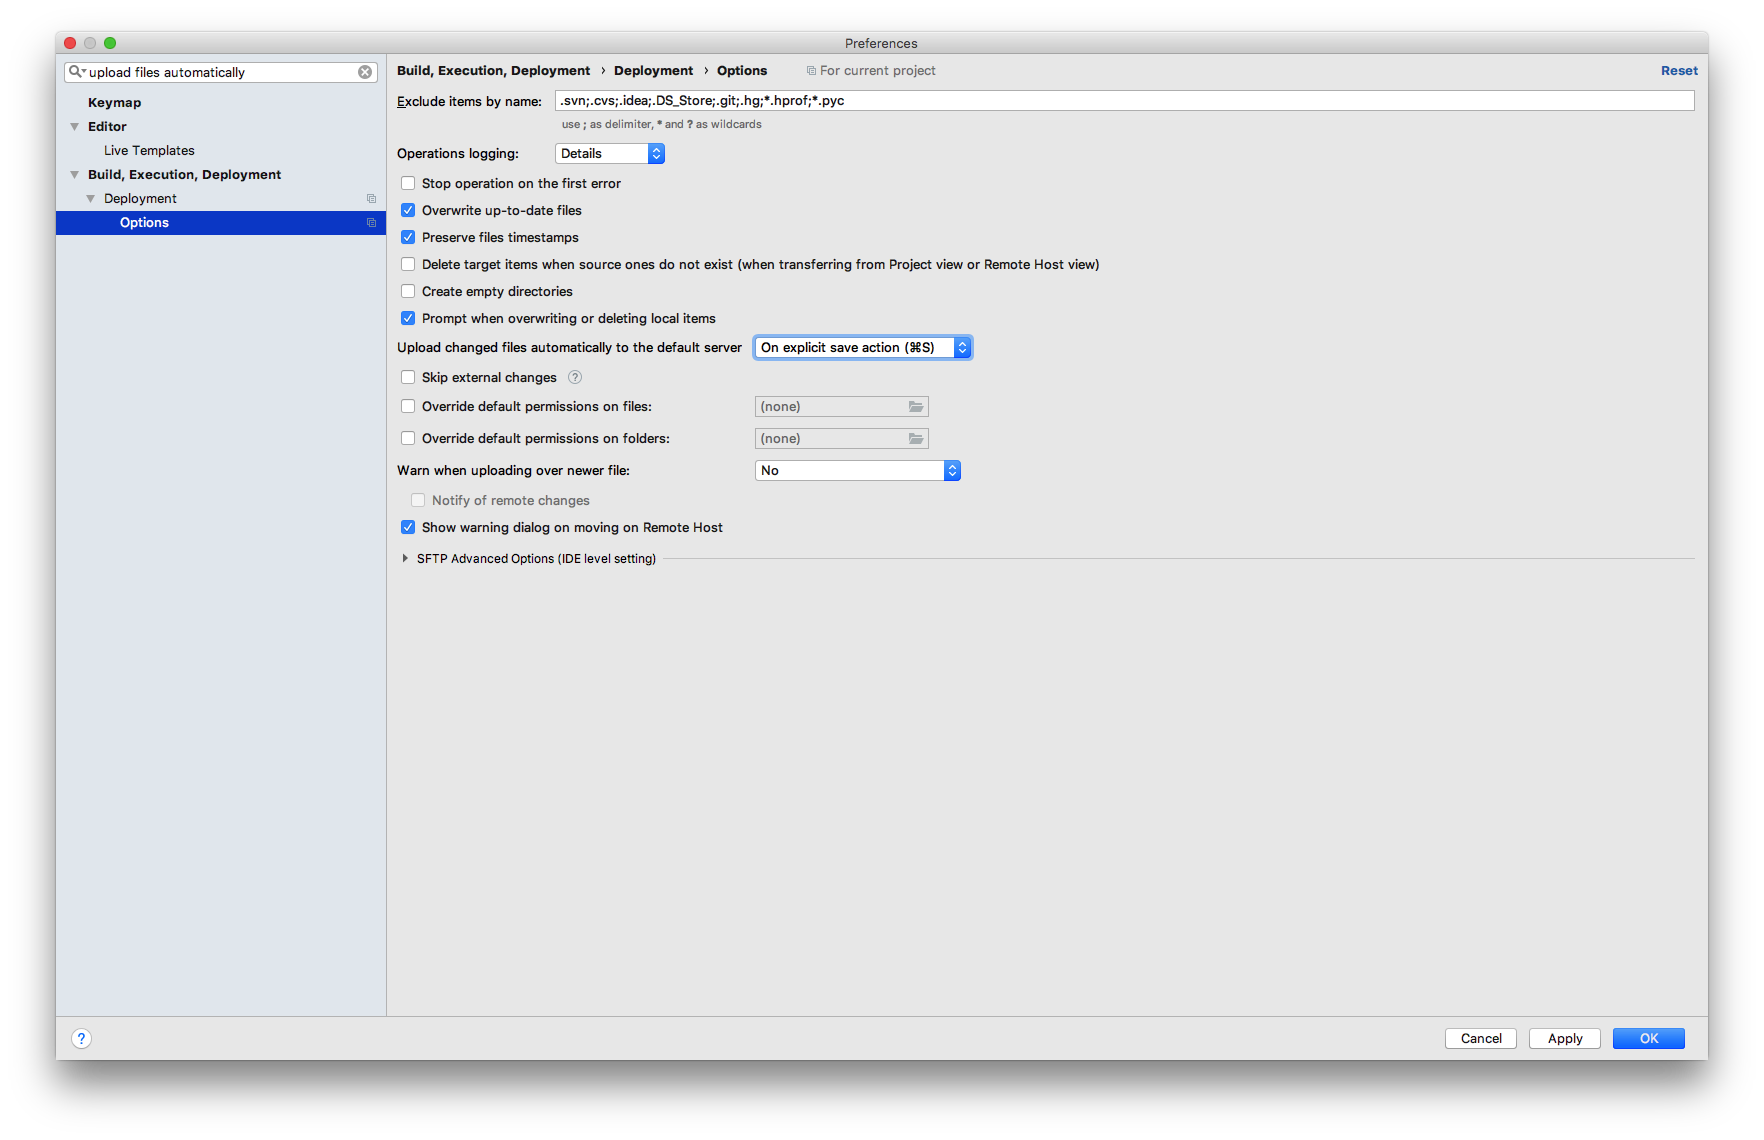 Preferences
upload files automatically
Keymap
Editor
Live Templates
Build, Execution, Deployment
Deployment
Options
Build, Execution, Deployment › Deployment › Options For current project Reset
Exclude items by name: .svn;.cvs;.idea;.DS_Store;.git;.hg;*.hprof;*.pyc
use ; as delimiter, * and ? as wildcards
Operations logging: Details
Stop operation on the first error
Overwrite up-to-date files
Preserve files timestamps
Delete target items when source ones do not exist (when transferring from Project view or Remote Host view)
Create empty directories
Prompt when overwriting or deleting local items
Upload changed files automatically to the default server On explicit save action (⌘S)
Skip external changes ?
Override default permissions on files: (none)
Override default permissions on folders: (none)
Warn when uploading over newer file: No
Notify of remote changes
Show warning dialog on moving on Remote Host
SFTP Advanced Options (IDE level setting)
? Cancel Apply OK